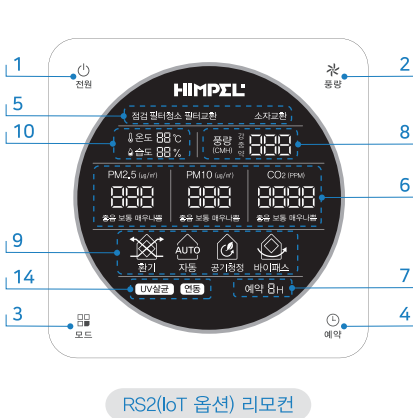 1 전원
2 풍량
HIMPEL
5 점검 필터청소 필터교환 소자교환
10 온도 88 ℃
습도 88 %
8 풍량 (CMH) 강 중 약 888
PM2.5 (㎍/㎥) PM10 (㎍/㎥) CO2 (PPM)
6 888 888 8888
좋음 보통 매우나쁨 좋음 보통 매우나쁨 좋음 보통 매우나쁨
9 AUTO
환기 자동 공기청정 바이패스
14 UV살균 연동
7 예약 8H
3 모드
4 예약
RS2(IoT 옵션) 리모컨